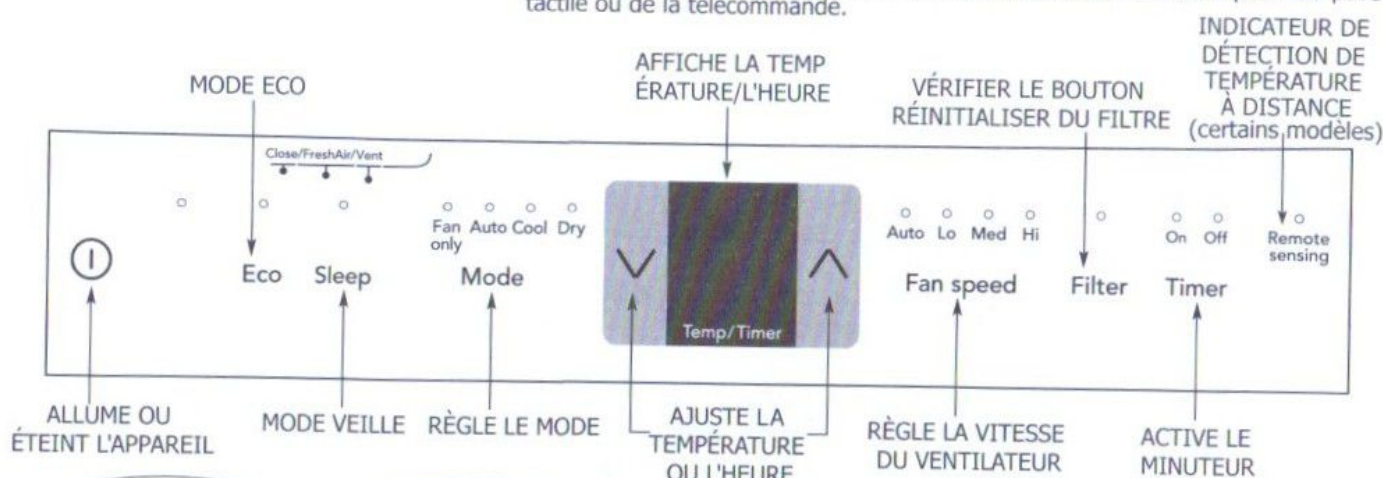 tactile ou de la télécommande.
INDICATEUR DE
DÉTECTION DE
TEMPÉRATURE
À DISTANCE
(certains modèles)
MODE ECO
AFFICHE LA TEMP
ÉRATURE/L'HEURE
VÉRIFIER LE BOUTON
RÉINITIALISER DU FILTRE
Close/FreshAir/Vent
Fan only
Auto
Cool
Dry
Eco
Sleep
Mode
Temp/Timer
Auto
Lo
Med
Hi
Fan speed
Filter
On
Off
Timer
Remote
sensing
ALLUME OU
ÉTEINT L'APPAREIL
MODE VEILLE
RÈGLE LE MODE
AJUSTE LA
TEMPÉRATURE
OU L'HEURE
RÈGLE LA VITESSE
DU VENTILATEUR
ACTIVE LE
MINUTEUR